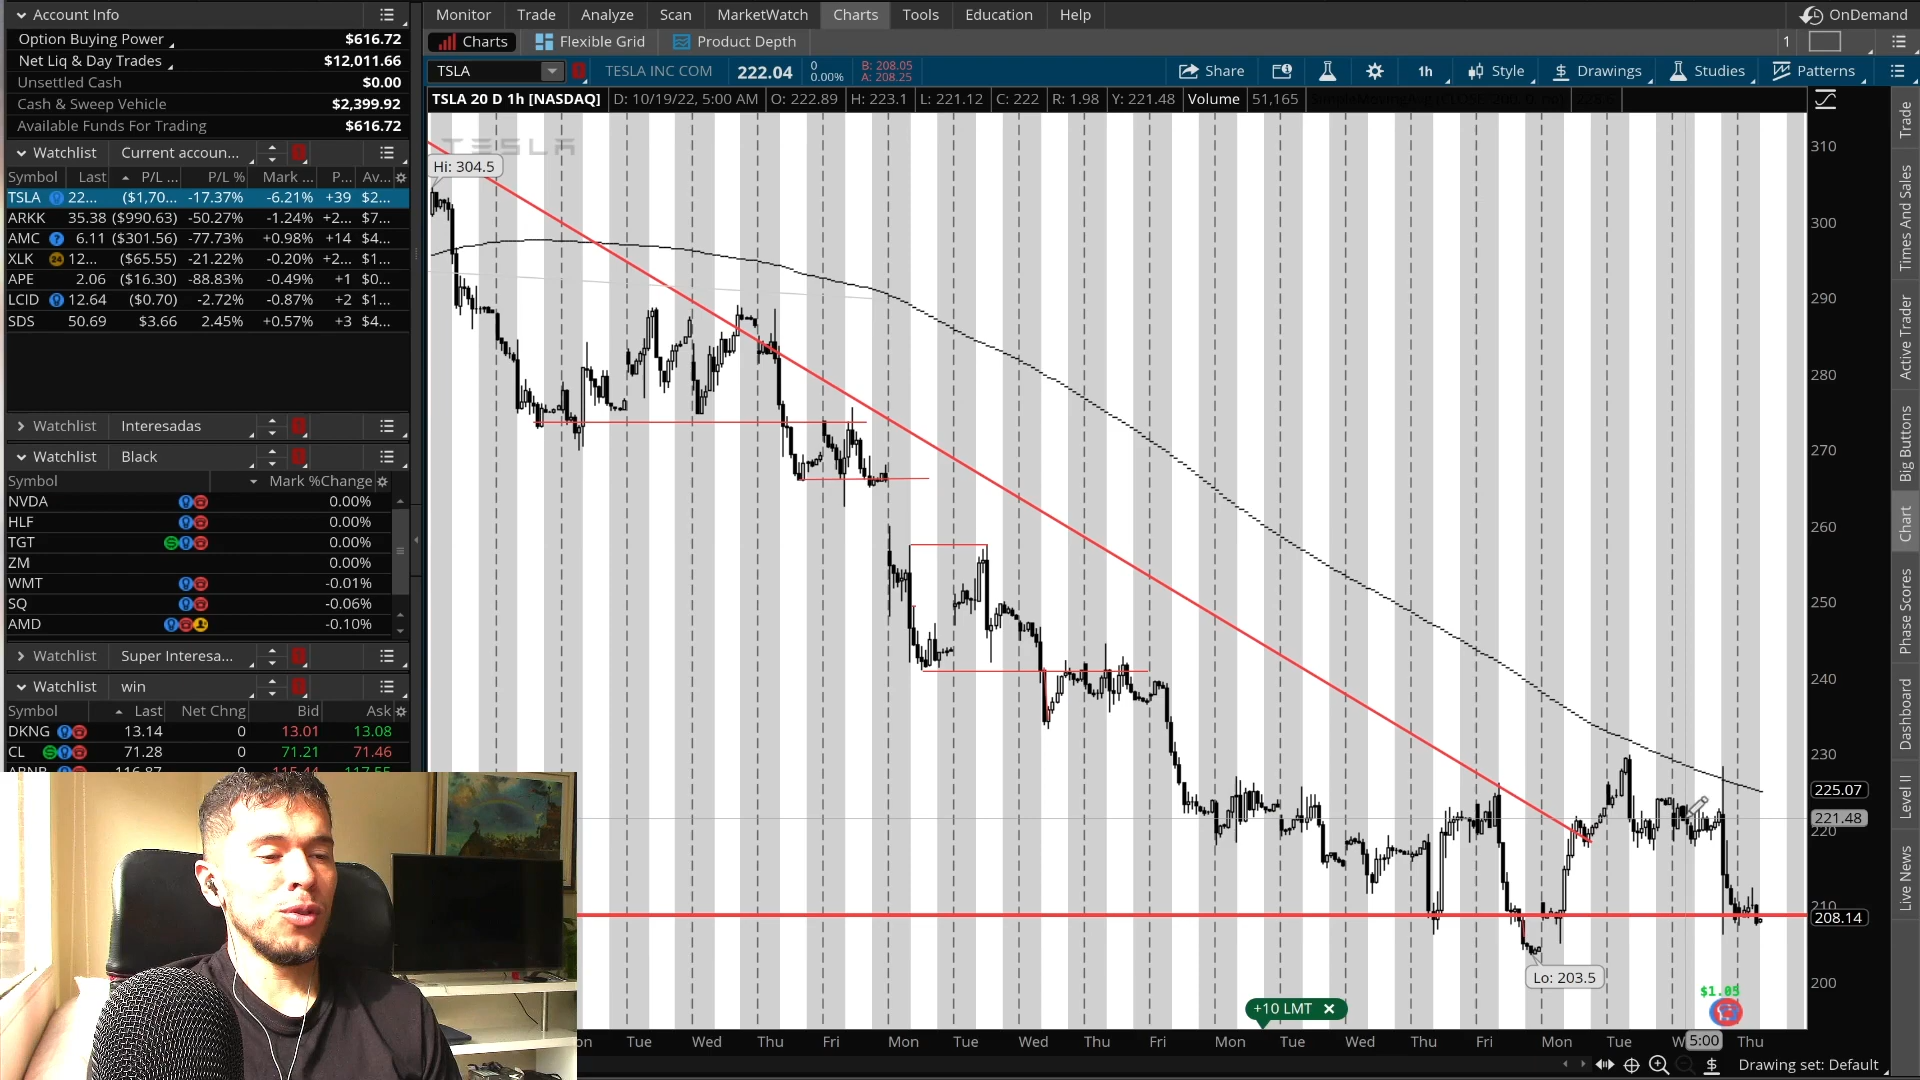 Account Info
Option Buying Power $616.72
Net Liq & Day Trades $12,011.66
Unsettled Cash $0.00
Cash & Sweep Vehicle $2,399.92
Available Funds For Trading $616.72
Watchlist Current accoun...
Symbol Last P/L ... P/L % Mark ... P... Av...
TSLA 22... ($1,70... -17.37% -6.21% +39 $2...
ARKK 35.38 ($990.63) -50.27% -1.24% +2... $7...
AMC 6.11 ($301.56) -77.73% +0.98% +14 $4...
XLK 12... ($65.55) -21.22% -0.20% +2... $1...
APE 2.06 ($16.30) -88.83% -0.49% +1 $0...
LCID 12.64 ($0.70) -2.72% -0.87% +2 $1...
SDS 50.69 $3.66 2.45% +0.57% +3 $4...
Watchlist Interesadas
Watchlist Black
Symbol Mark %Change
NVDA 0.00%
HLF 0.00%
TGT 0.00%
ZM 0.00%
WMT -0.01%
SQ -0.06%
AMD -0.10%
Watchlist Super Interesa...
Watchlist win
Symbol Last Net Chng Bid Ask
DKNG 13.14 0 13.01 13.08
CL 71.28 0 71.21 71.46
Monitor Trade Analyze Scan MarketWatch Charts Tools Education Help OnDemand
Charts Flexible Grid Product Depth 1
TSLA TESLA INC COM 222.04 0 0.00% B: 208.05 A: 208.25 Share 1h Style Drawings Studies Patterns
TSLA 20 D 1h [NASDAQ] D: 10/19/22, 5:00 AM O: 222.89 H: 223.1 L: 221.12 C: 222 R: 1.98 Y: 221.48 Volume 51,165
TESLA
Hi: 304.5
310
300
290
280
270
260
250
240
230
225.07
221.48
220
210
208.14
200
Lo: 203.5
$1.05
+10 LMT
Tue Wed Thu Fri Mon Tue Wed Thu Fri Mon Tue Wed Thu Fri Mon Tue 5:00 Thu
Drawing set: Default
Trade
Times And Sales
Active Trader
Big Buttons
Chart
Phase Scores
Dashboard
Level II
Live News